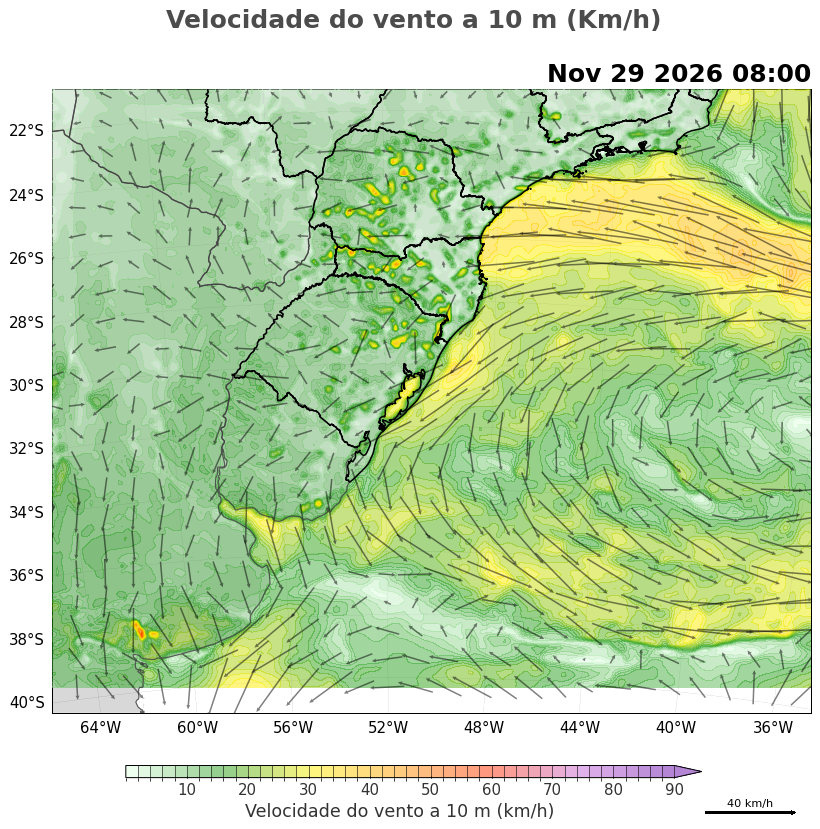 Velocidade do vento a 10 m (Km/h)
Nov 29 2026 08:00
22°S
24°S
26°S
28°S
30°S
32°S
34°S
36°S
38°S
40°S
64°W 60°W 56°W 52°W 48°W 44°W 40°W 36°W
10 20 30 40 50 60 70 80 90
Velocidade do vento a 10 m (km/h)
40 km/h